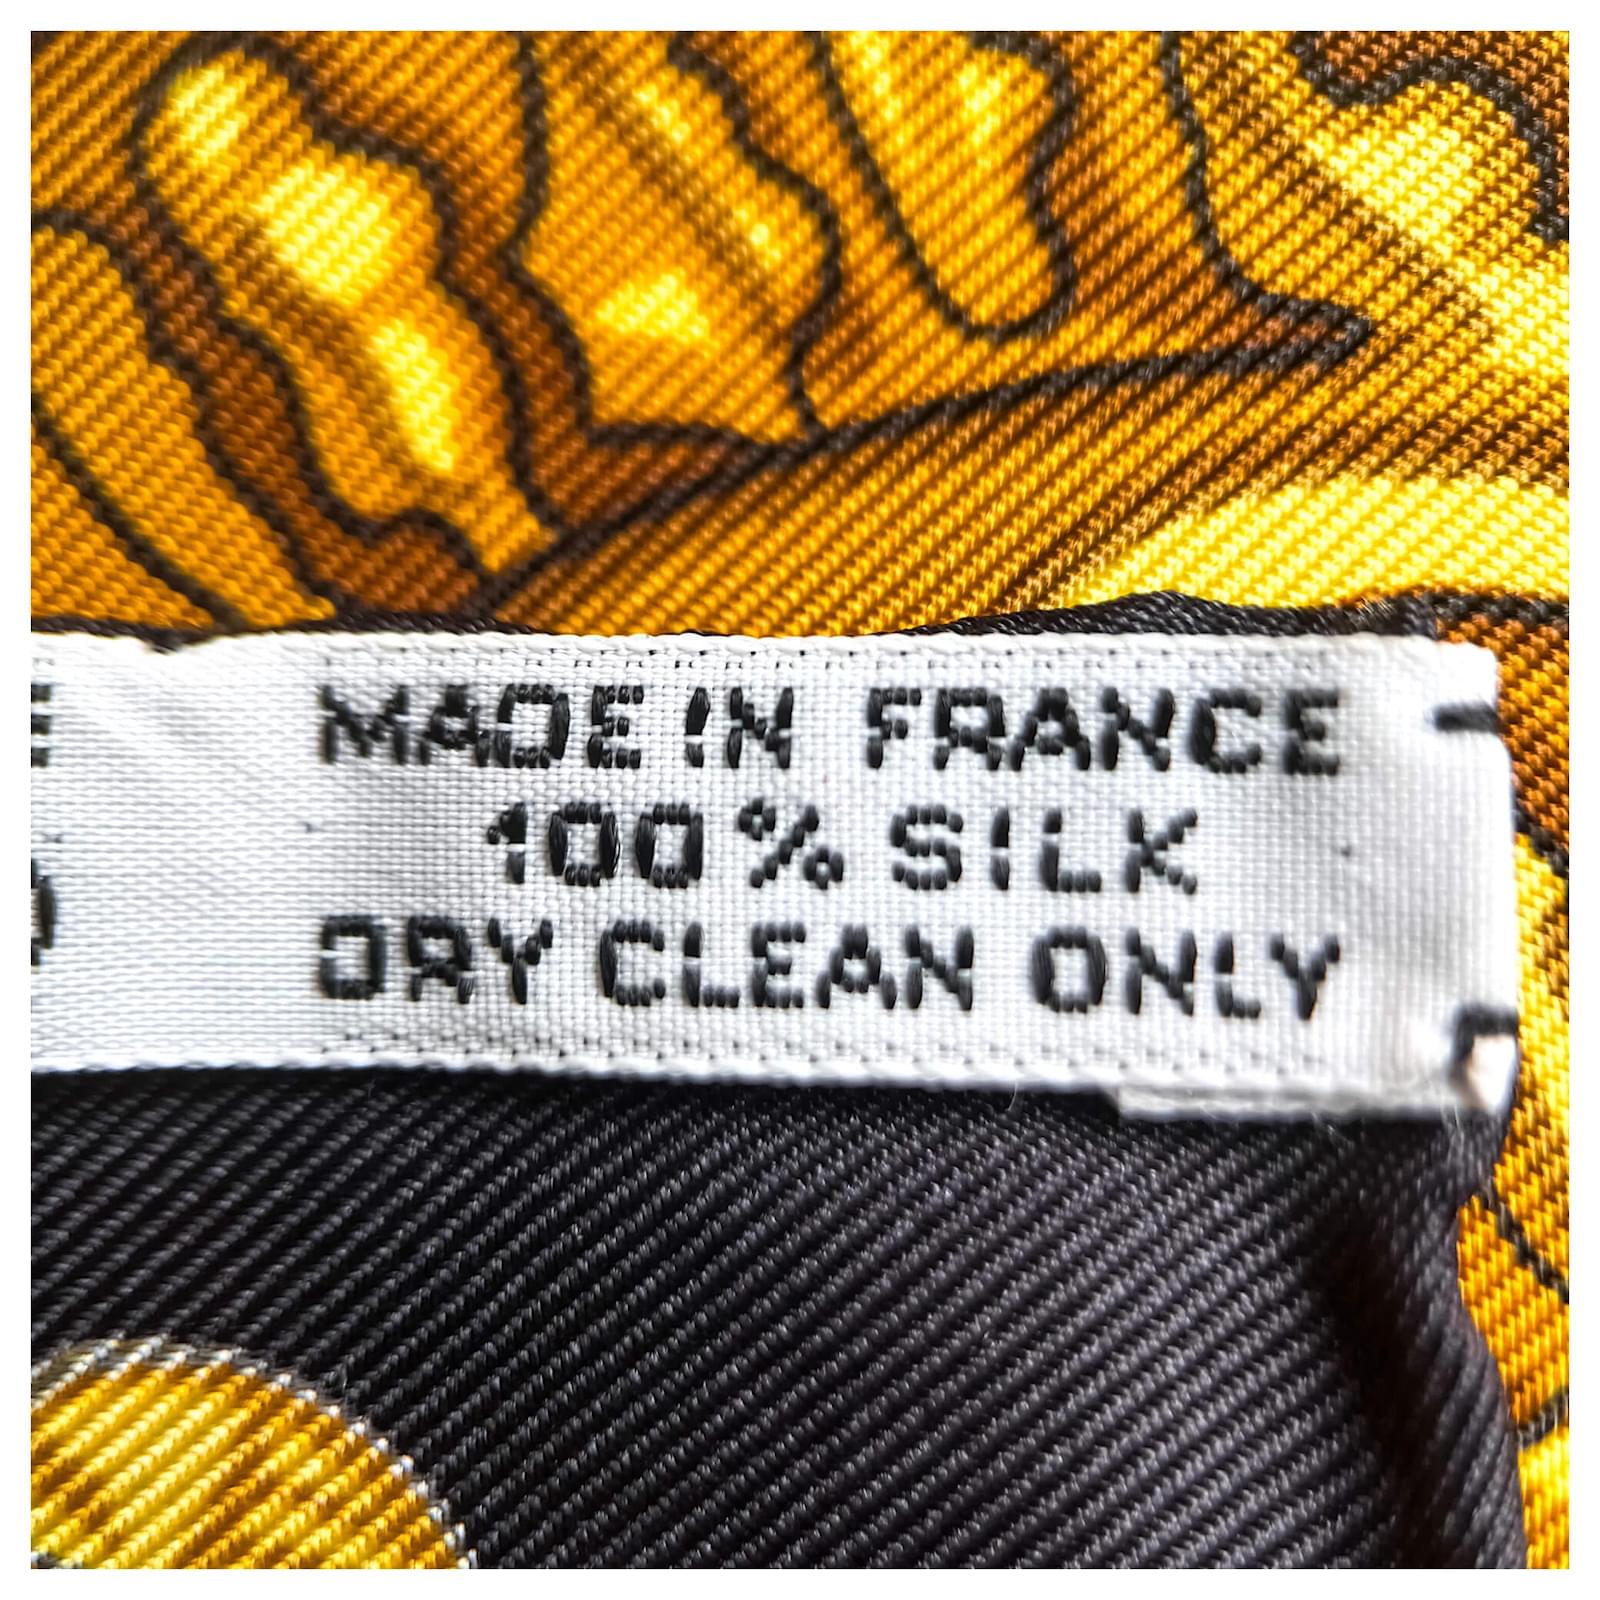 MADE IN FRANCE
100% SILK
DRY CLEAN ONLY